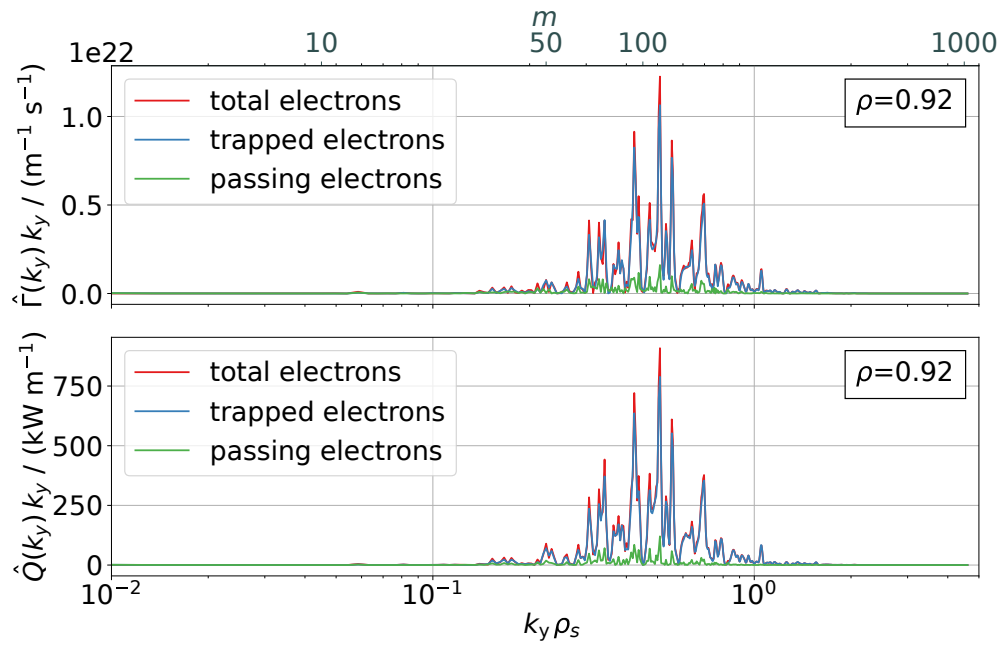 m
10 50 100 1000
1e22
total electrons
trapped electrons
passing electrons
ρ=0.92
1.0
0.5
0.0
Γ̂(k_y) k_y / (m⁻¹ s⁻¹)
total electrons
trapped electrons
passing electrons
ρ=0.92
750
500
250
0
Q̂(k_y) k_y / (kW m⁻¹)
10⁻² 10⁻¹ 10⁰
k_y ρ_s